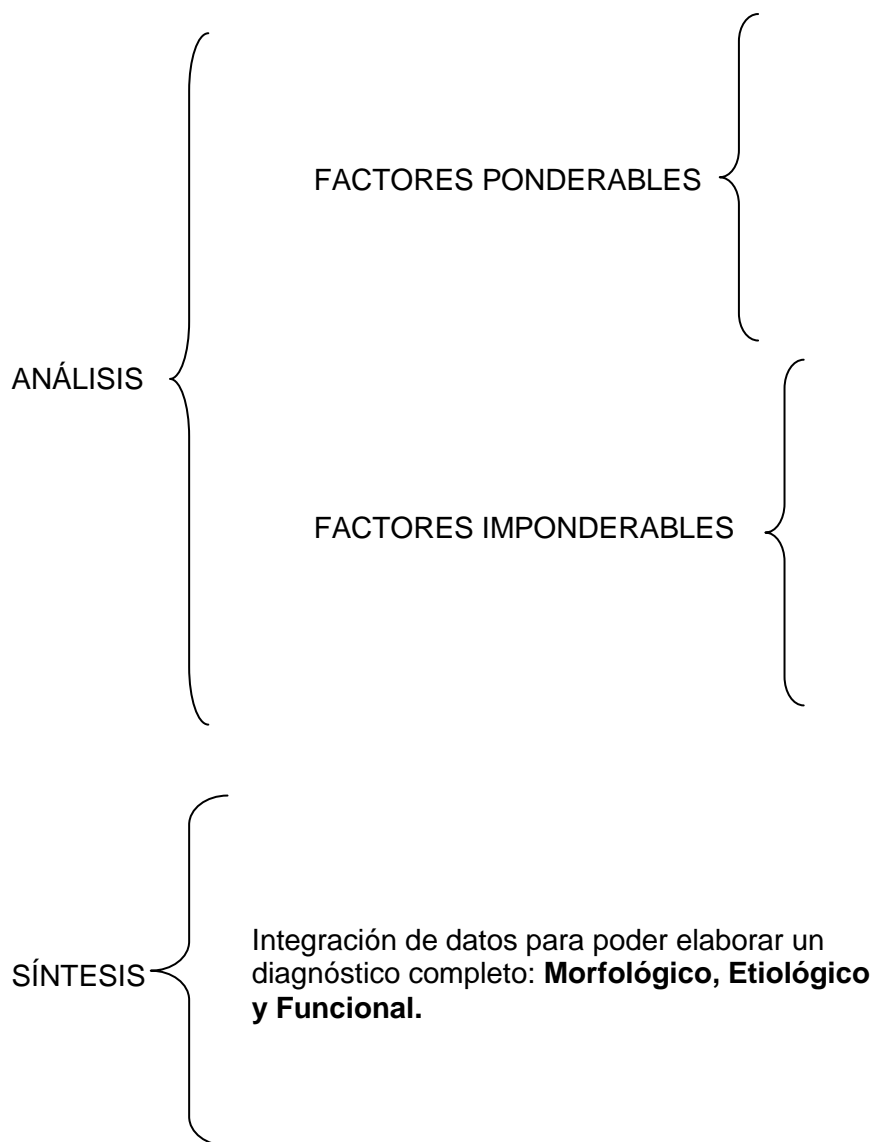 FACTORES PONDERABLES
ANÁLISIS
FACTORES IMPONDERABLES
SÍNTESIS
Integración de datos para poder elaborar un
diagnóstico completo: Morfológico, Etiológico
y Funcional.